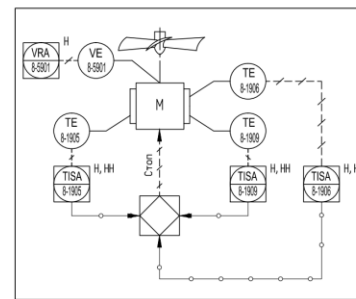 H
VRA
8-5901
VE
8-5901
TE
8-1906
M
TE
8-1905
TE
8-1909
Стоп
H, HH
TISA
8-1905
H, HH
TISA
8-1909
H, H
TISA
8-1906